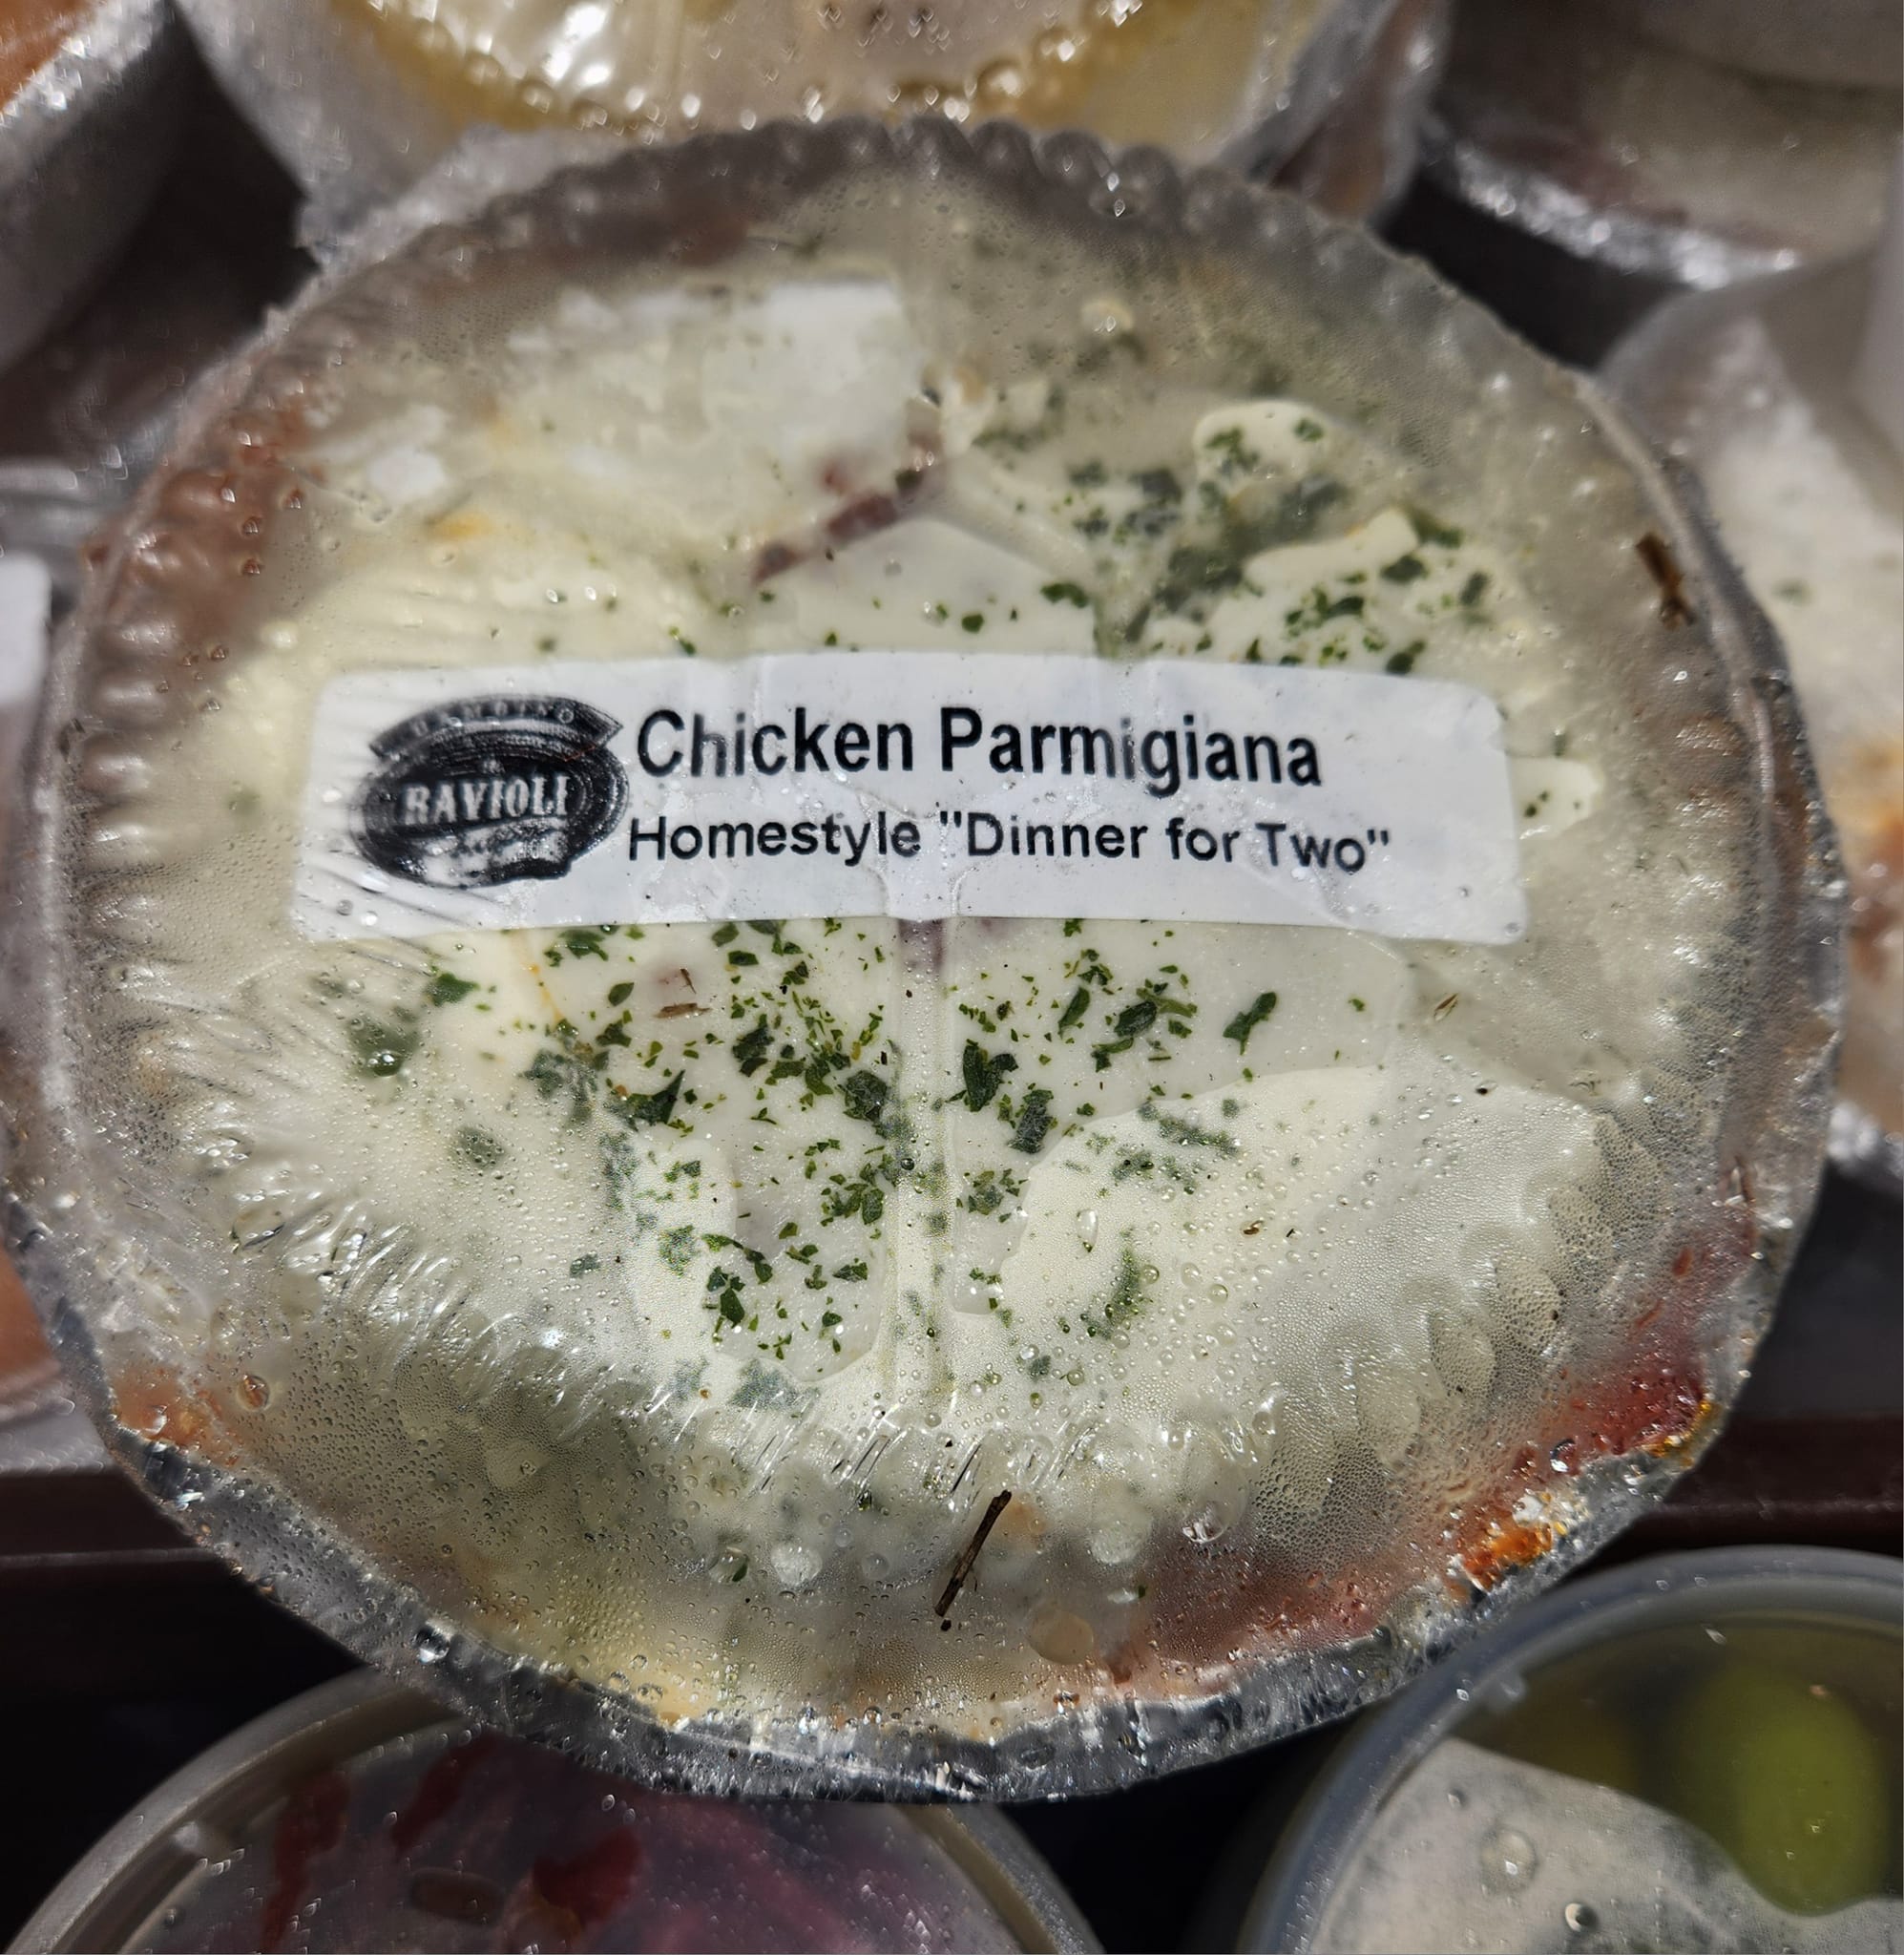 RAVIOLI
Chicken Parmigiana
Homestyle "Dinner for Two"